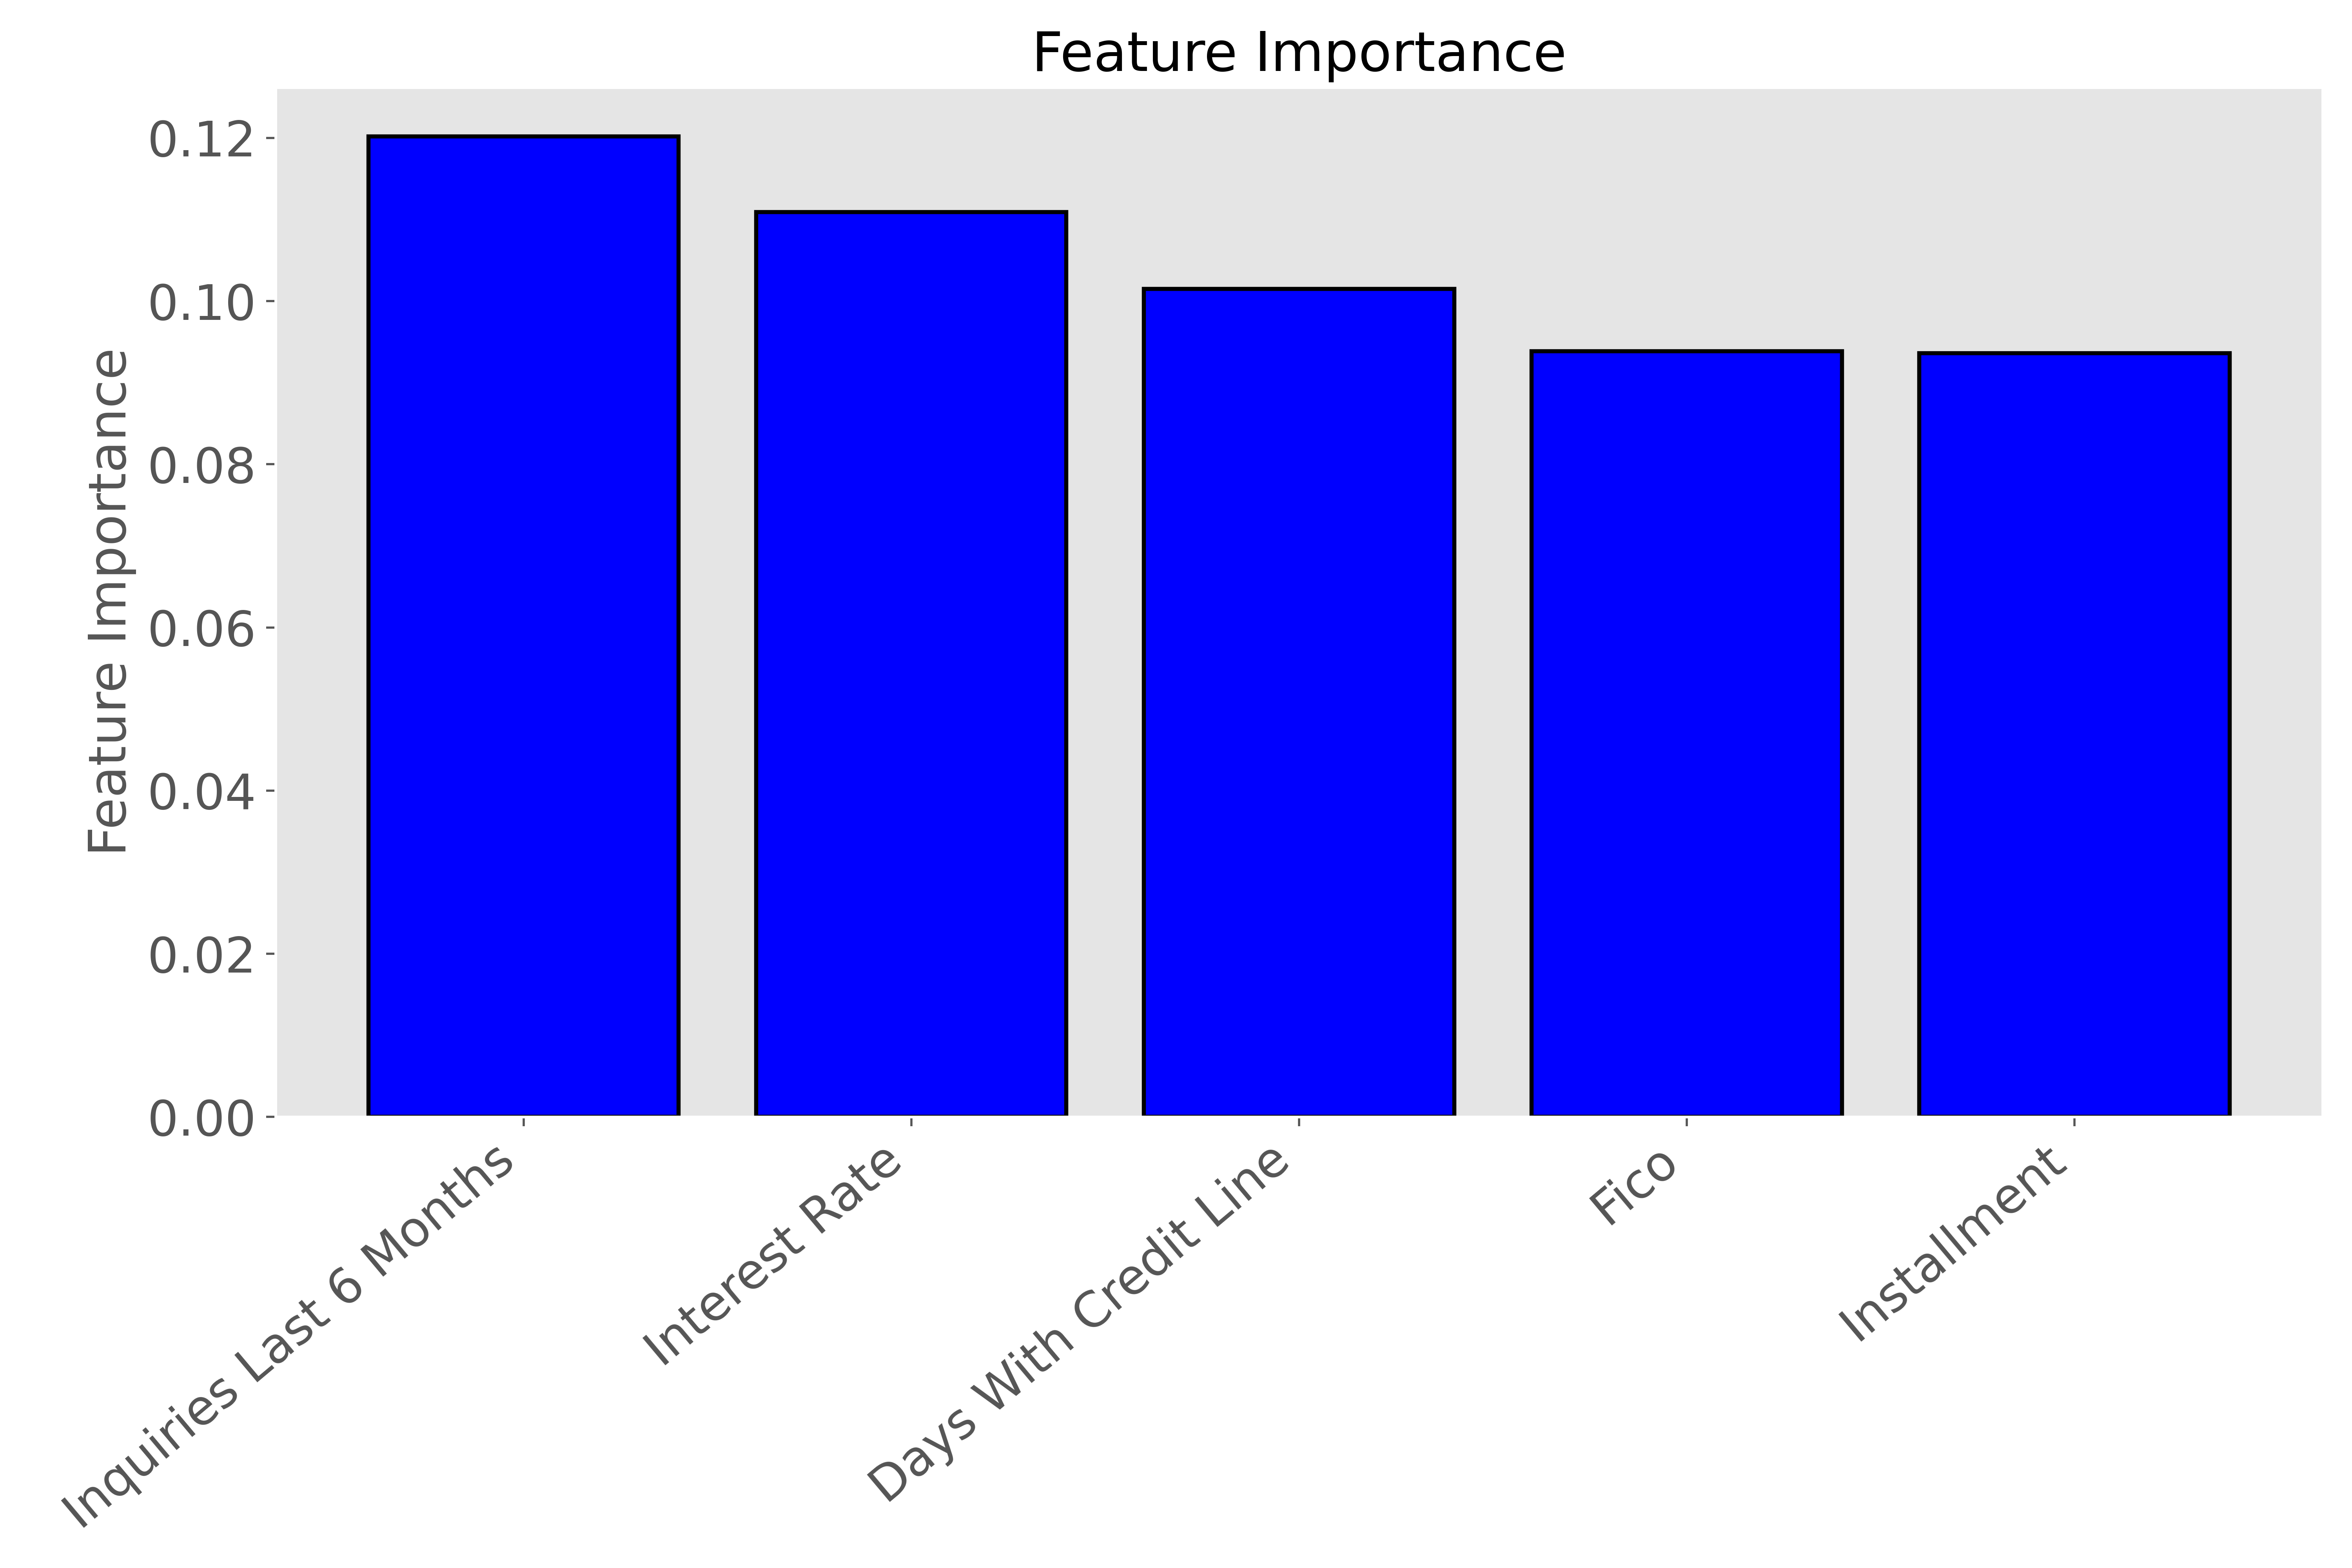 Feature Importance
Feature Importance
0.12
0.10
0.08
0.06
0.04
0.02
0.00
Inquiries Last 6 Months
Interest Rate
Days With Credit Line
Fico
Installment